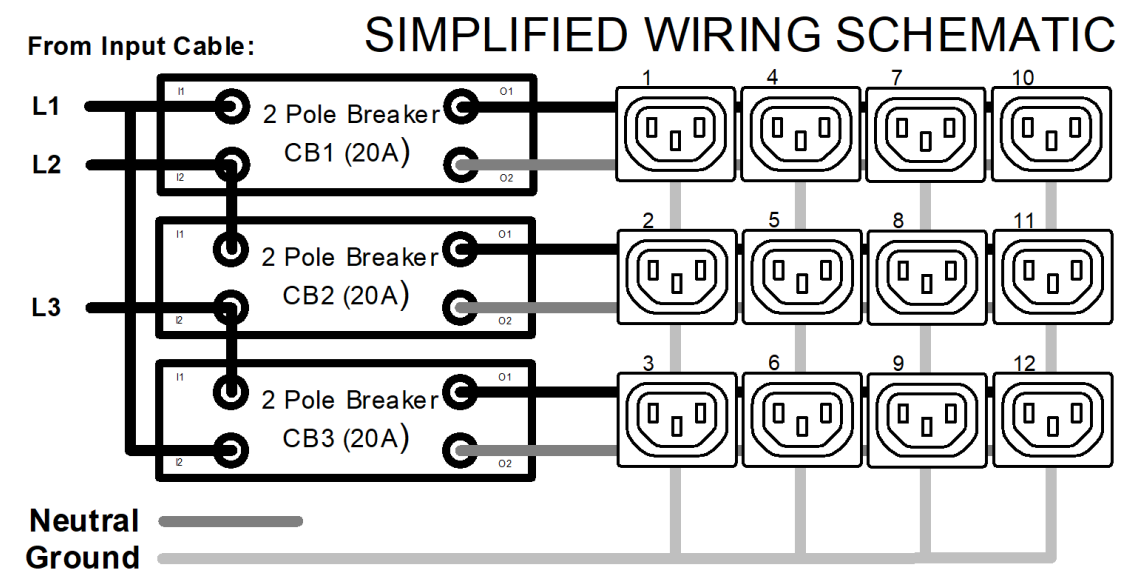 SIMPLIFIED WIRING SCHEMATIC
From Input Cable:
1 4 7 10
L1
I1 O1
2 Pole Breaker
CB1 (20A)
L2
I2 O2
2 5 8 11
I1 O1
2 Pole Breaker
CB2 (20A)
L3
I2 O2
3 6 9 12
I1 O1
2 Pole Breaker
CB3 (20A)
I2 O2
Neutral
Ground